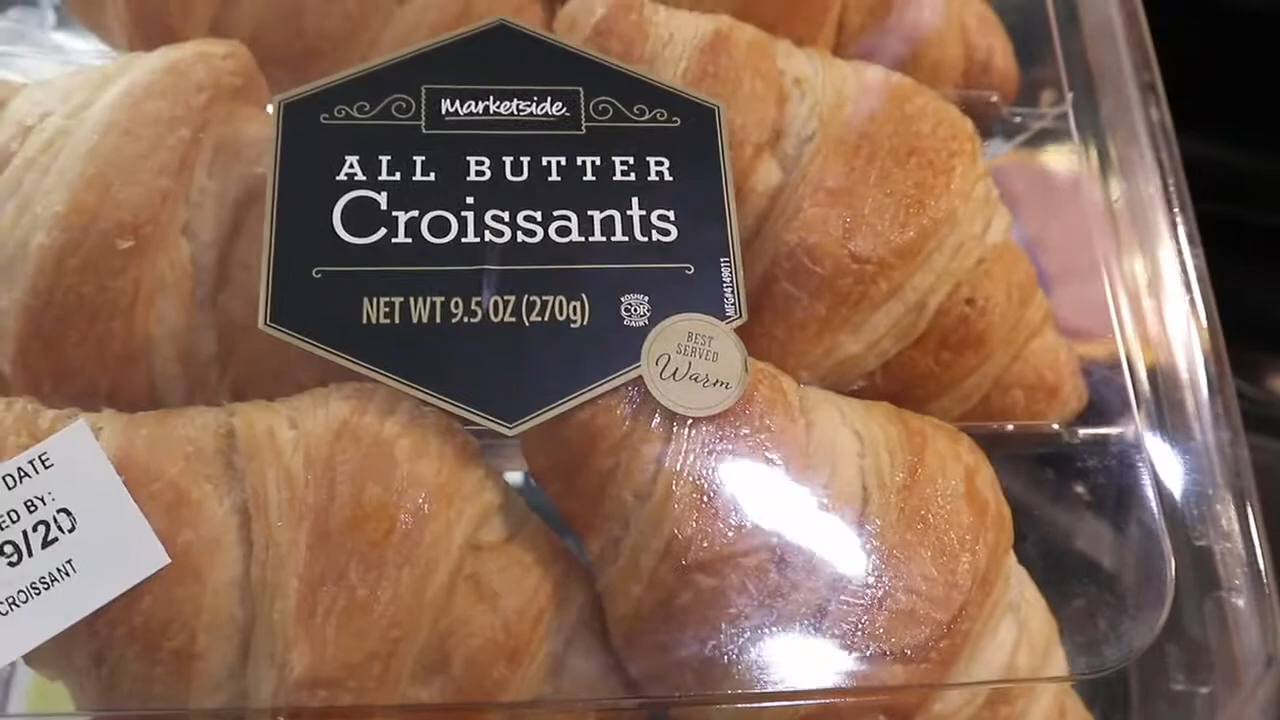 Marketside
ALL BUTTER
Croissants
NET WT 9.5 OZ (270g)
KOSHER
COR
DAIRY
MFG#4149011
BEST
SERVED
Warm
DATE
ED BY:
9/20
CROISSANT